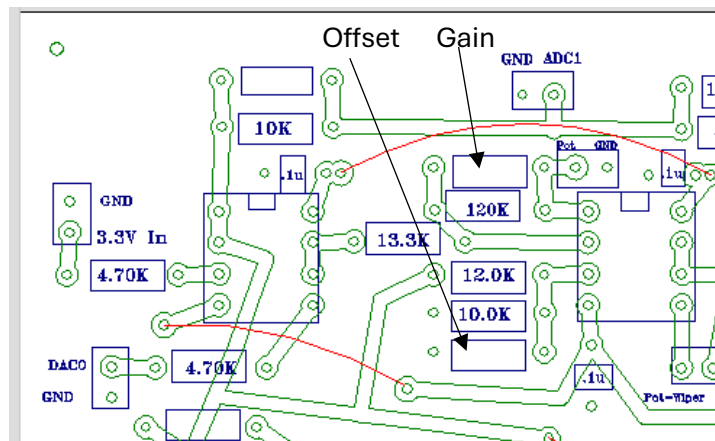 Offset Gain
GND ADC1
10K
Pot GND
.1u
.1u
GND
120K
3.3V In
13.3K
4.70K
12.0K
10.0K
DAC0
4.70K
.1u
GND
Pot-Wiper